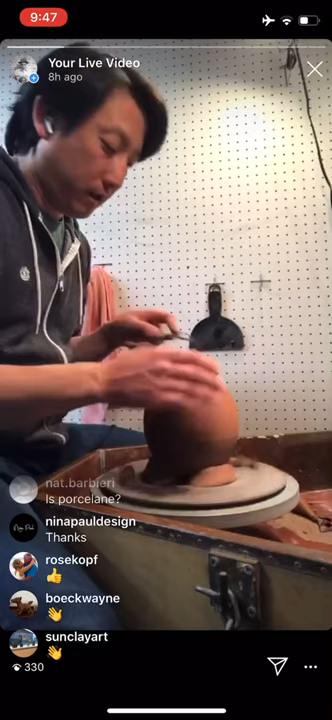 9:47
Your Live Video
8h ago
nat.barbieri
Is porcelane?
ninapauldesign
Thanks
rosekopf
boeckwayne
sunclayart
330